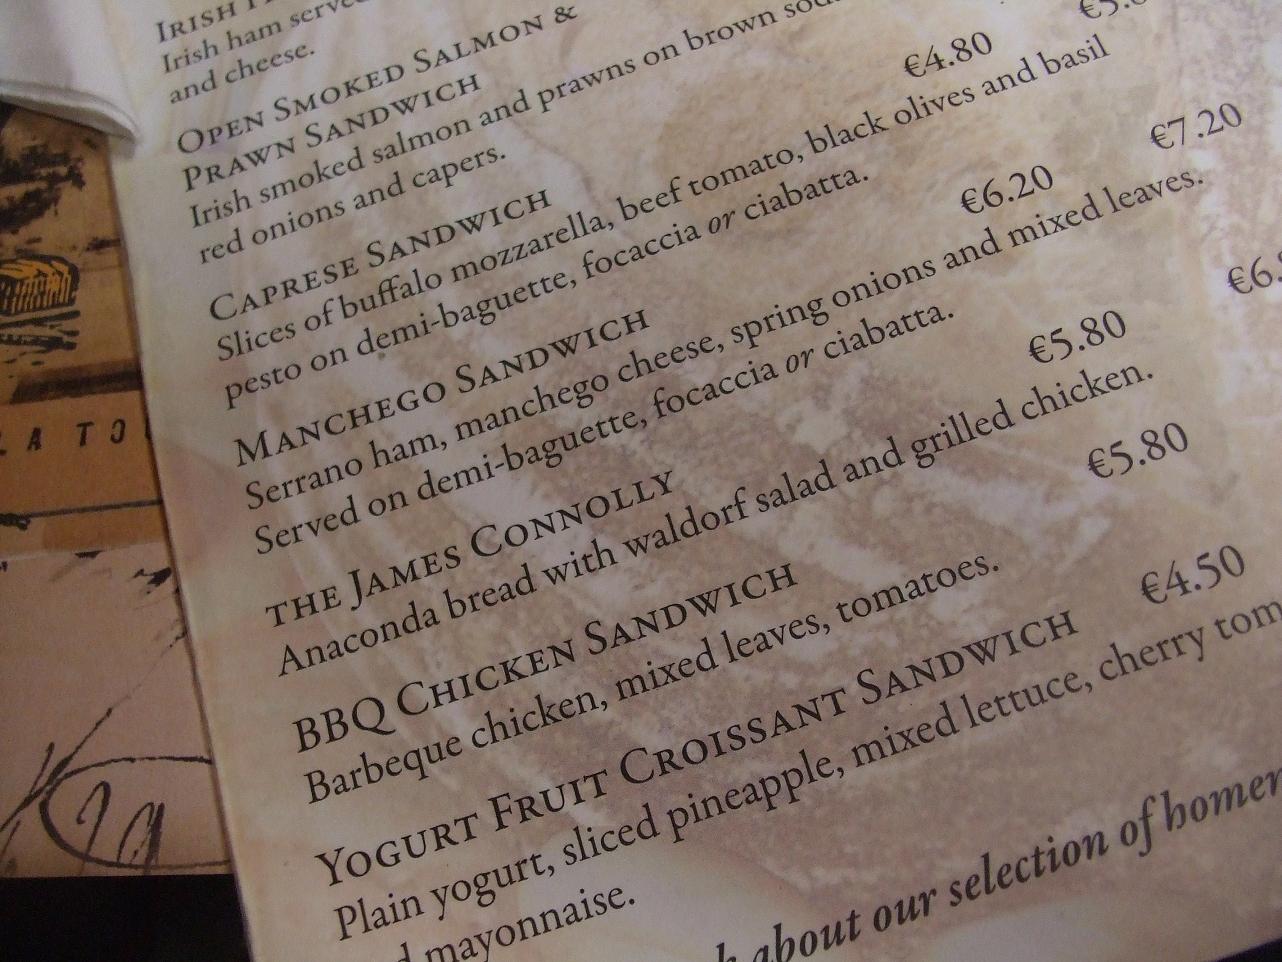 IRISH
Irish ham served
and cheese.
OPEN SMOKED SALMON &
PRAWN SANDWICH
Irish smoked salmon and prawns on brown
red onions and capers.
CAPRESE SANDWICH €4.80
Slices of buffalo mozzarella, beef tomato, black olives and basil
pesto on demi-baguette, focaccia or ciabatta.
MANCHEGO SANDWICH €6.20 €7.20
Serrano ham, manchego cheese, spring onions and mixed leaves.
Served on demi-baguette, focaccia or ciabatta.
THE JAMES CONNOLLY €5.80
Anaconda bread with waldorf salad and grilled chicken.
BBQ CHICKEN SANDWICH €5.80
Barbeque chicken, mixed leaves, tomatoes.
YOGURT FRUIT CROISSANT SANDWICH €4.50
Plain yogurt, sliced pineapple, mixed lettuce, cherry tom
mayonnaise.
about our selection of homem